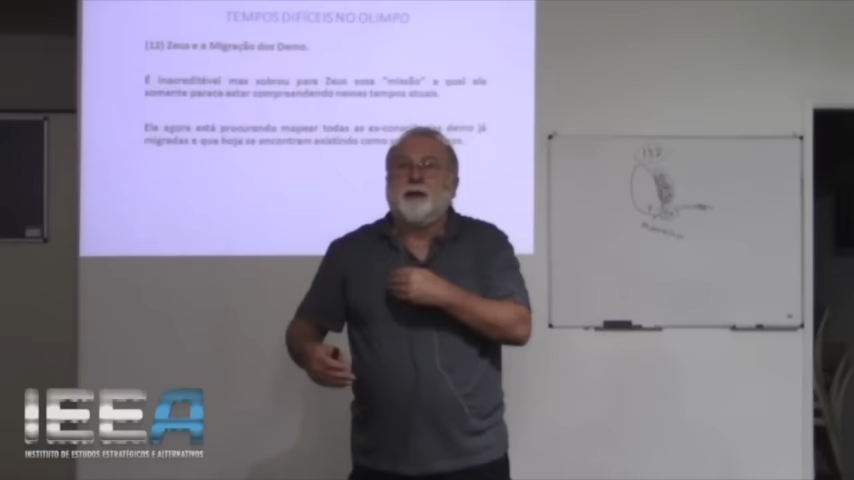 TEMPOS DIFÍCEIS NO OLIMPO
(12) Zeus e a Migração dos Demo.
É inacreditável mas sobrou para Zeus essa "missão" a qual ele
somente parece estar compreendendo nesses tempos atuais.
Ele agora está procurando mapear todas as ex-consciências demo já
migradas e que hoje se encontram existindo como
IEEA
INSTITUTO DE ESTUDOS ESTRATÉGICOS E ALTERNATIVOS